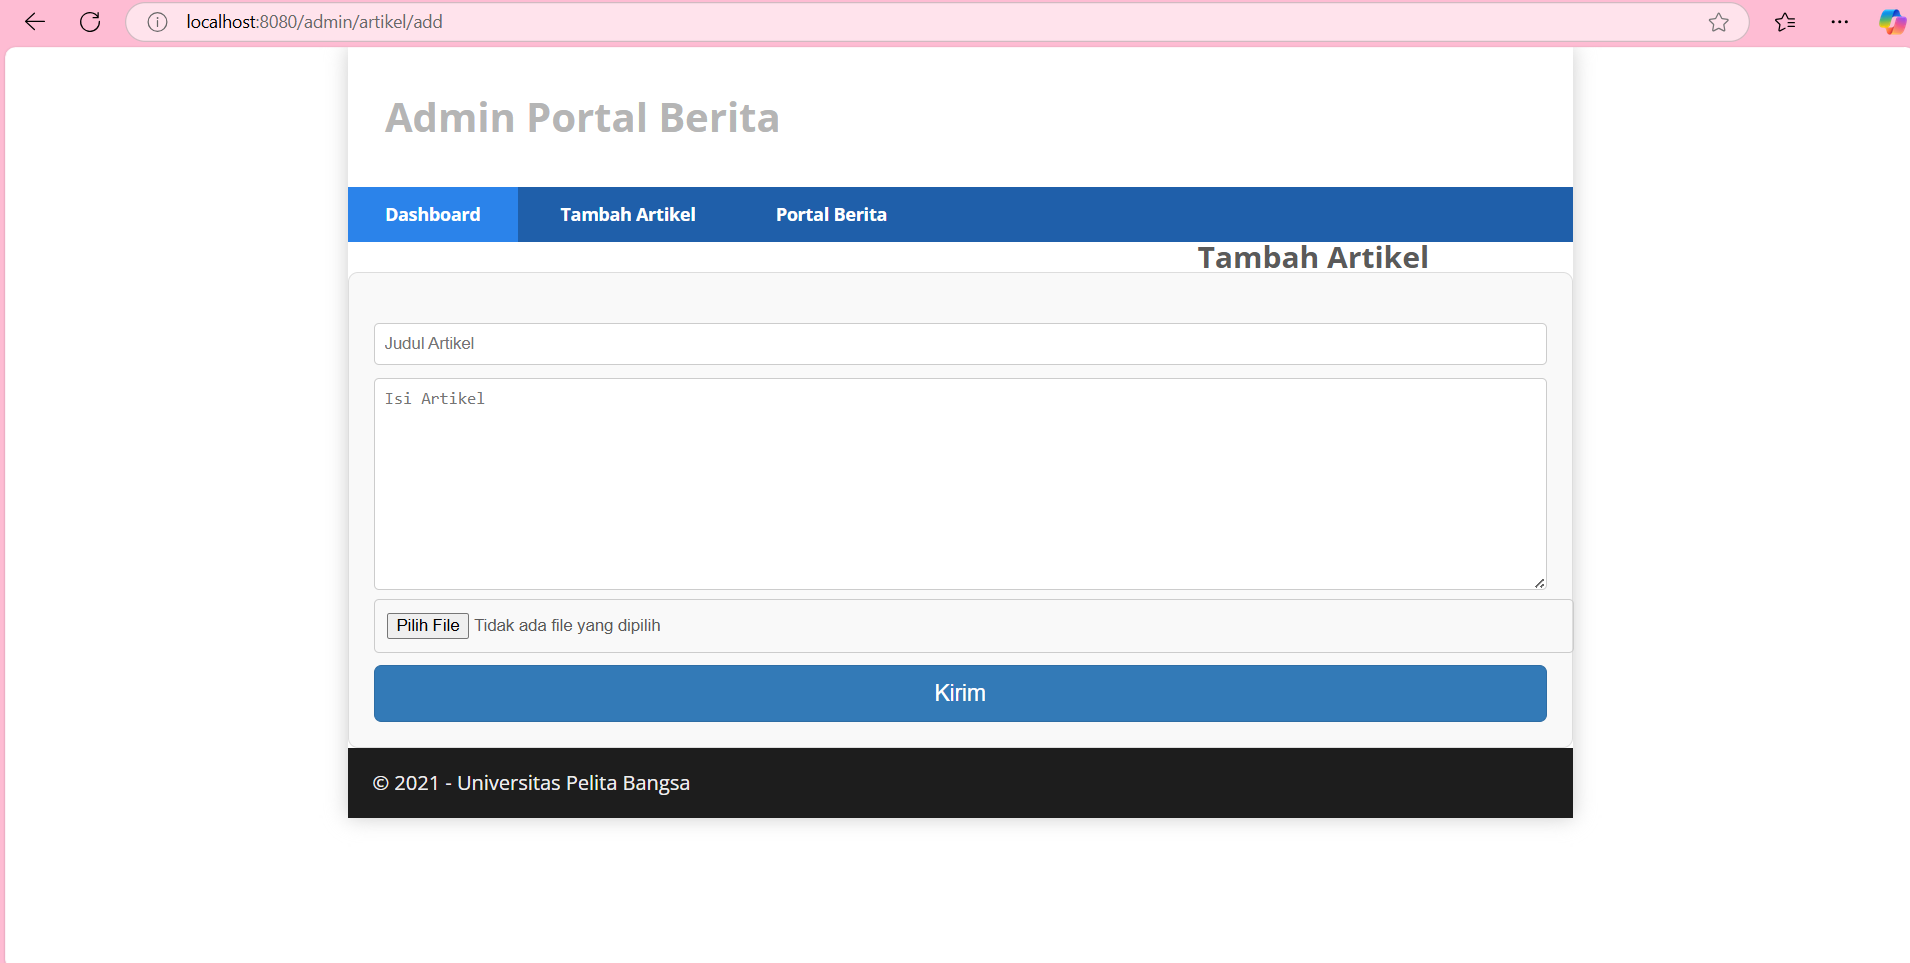 localhost:8080/admin/artikel/add
Admin Portal Berita
Dashboard Tambah Artikel Portal Berita
Tambah Artikel
Judul Artikel
Isi Artikel
Pilih File Tidak ada file yang dipilih
Kirim
© 2021 - Universitas Pelita Bangsa